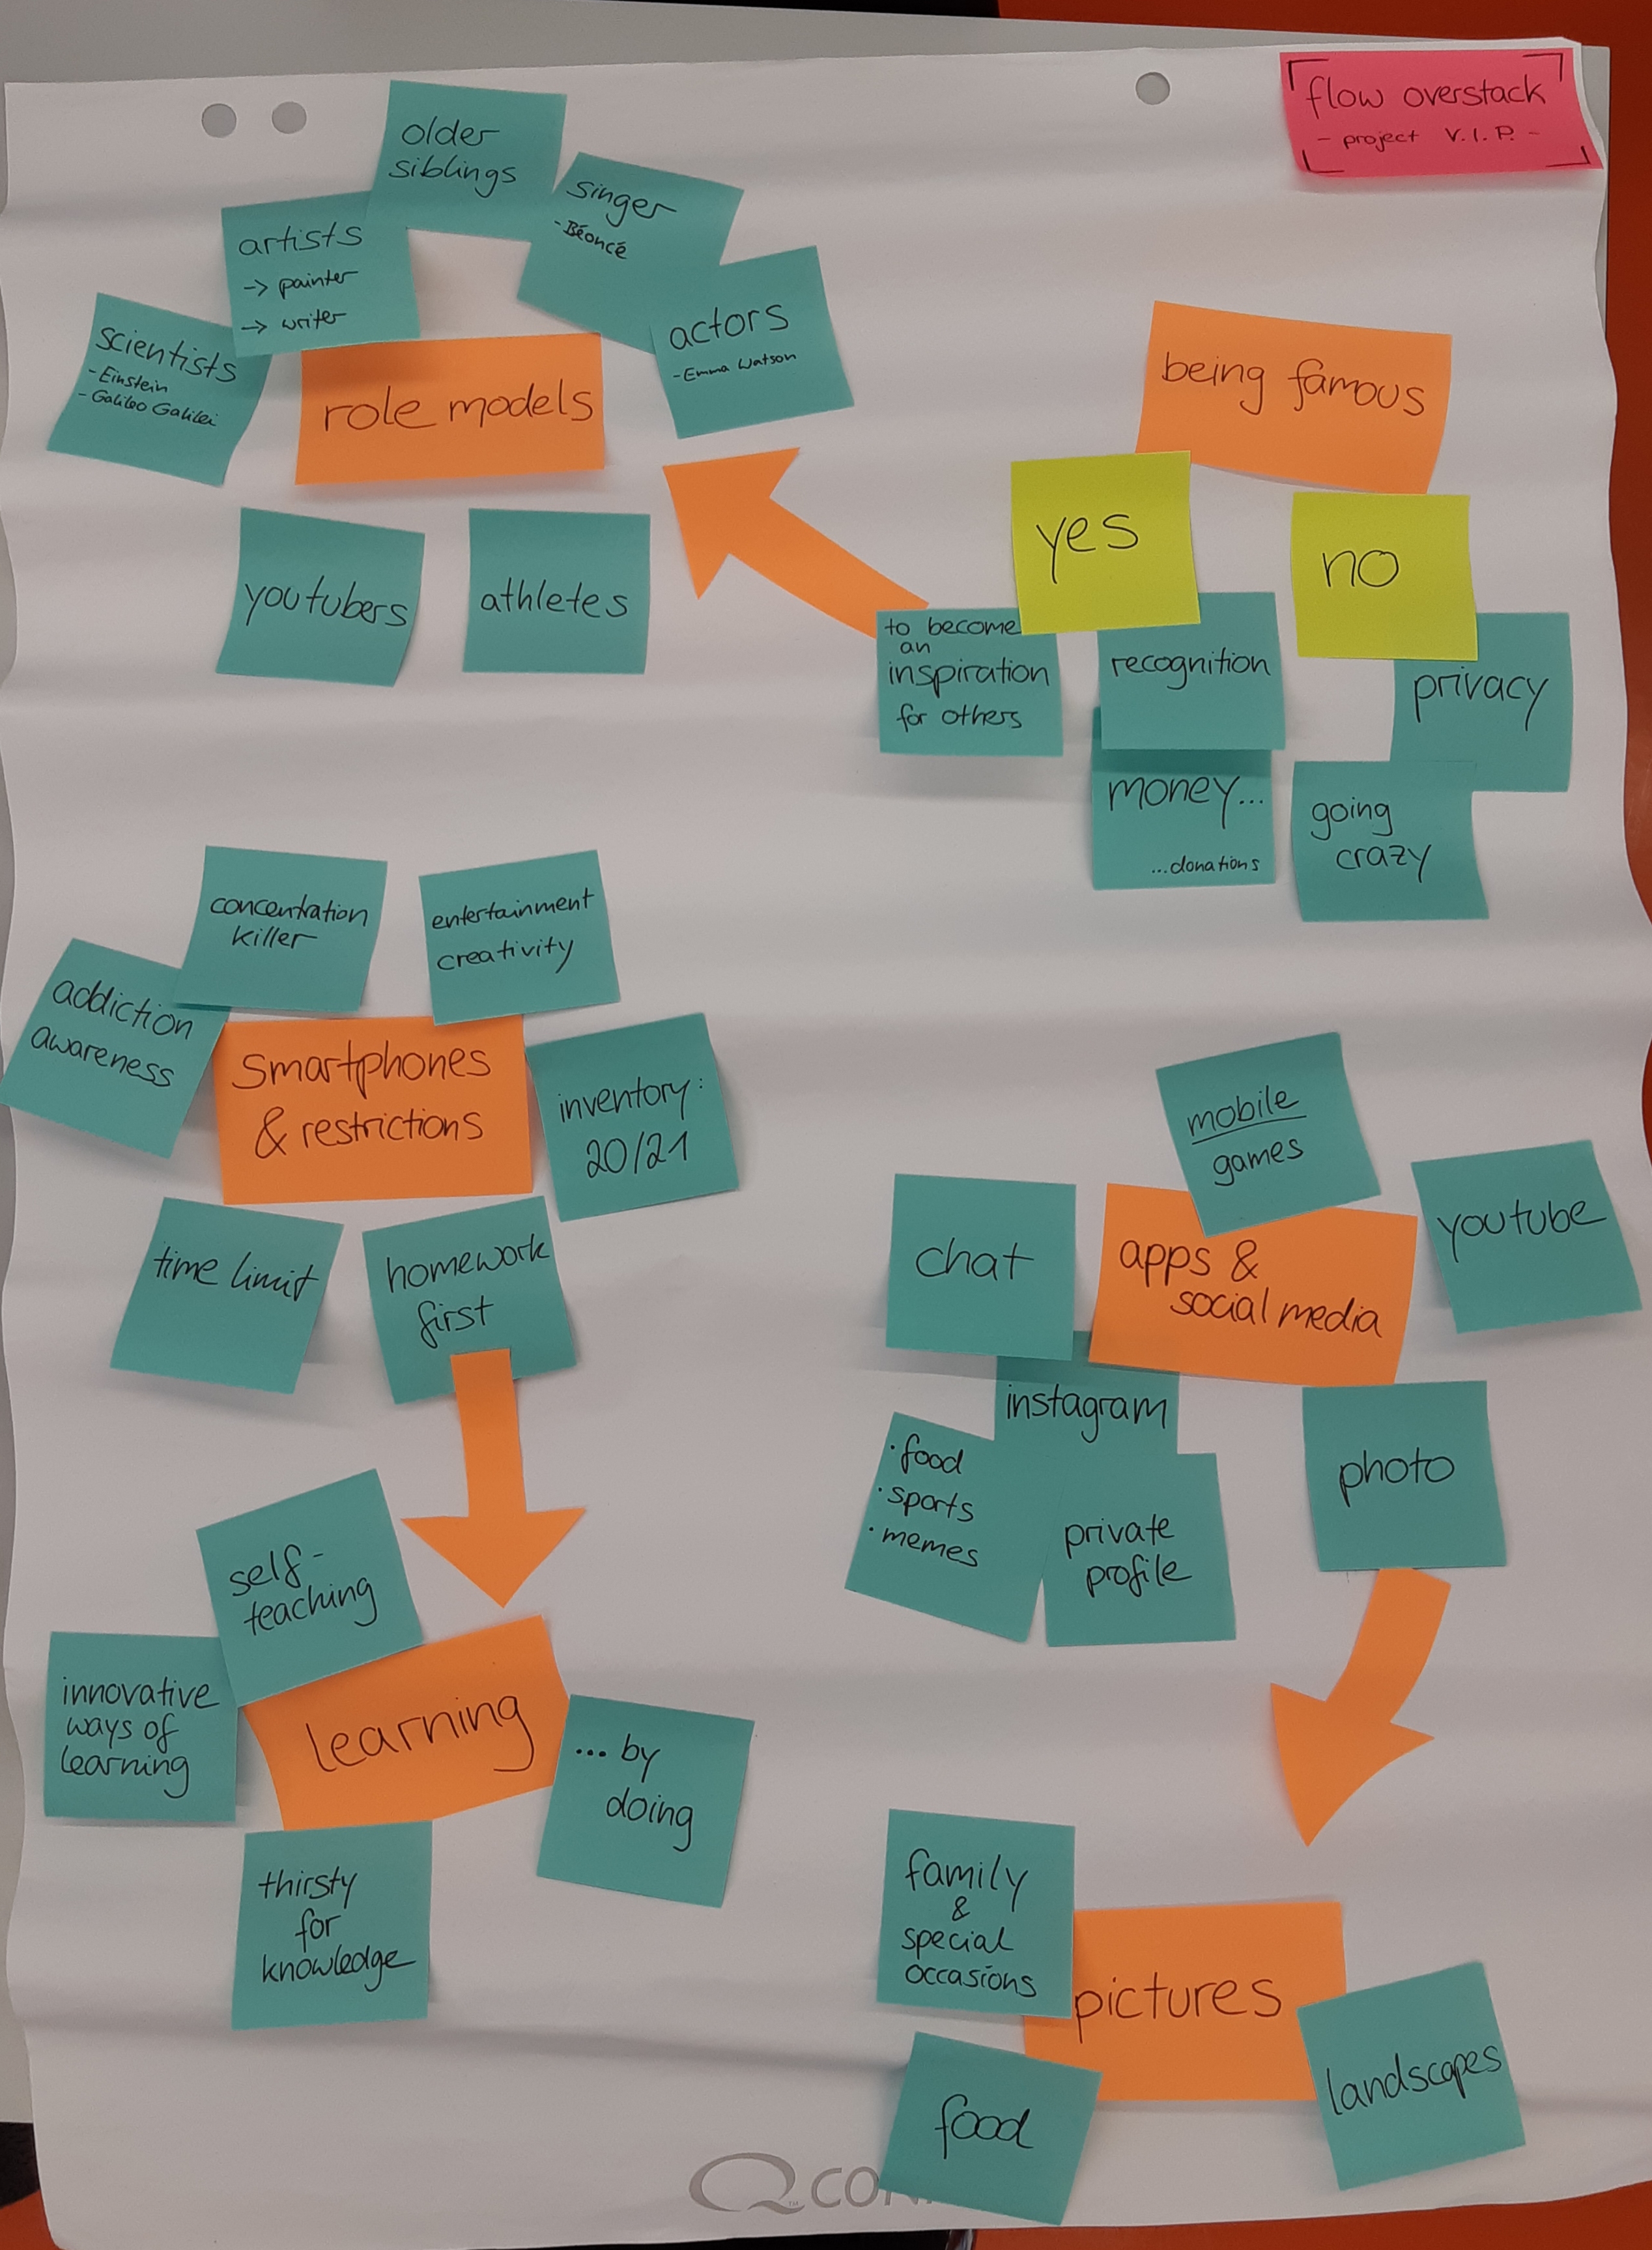 flow overstack
- project V.I.P. -
older
siblings
singer
- Béoncé
artists
-> painter
-> writer
actors
- Emma Watson
scientists
- Einstein
- Galileo Galilei
role models
youtubers
athletes
being famous
yes
no
to become
an
inspiration
for others
recognition
privacy
money...
...donations
going
crazy
concentration
killer
entertainment
creativity
addiction
awareness
Smartphones
& restrictions
inventory:
20/21
time limit
homework
first
mobile
games
chat
apps &
social media
youtube
instagram
• food
• sports
• memes
private
profile
photo
self-
teaching
innovative
ways of
learning
learning
... by
doing
thirsty
for
knowledge
family
&
special
occasions
pictures
food
landscapes